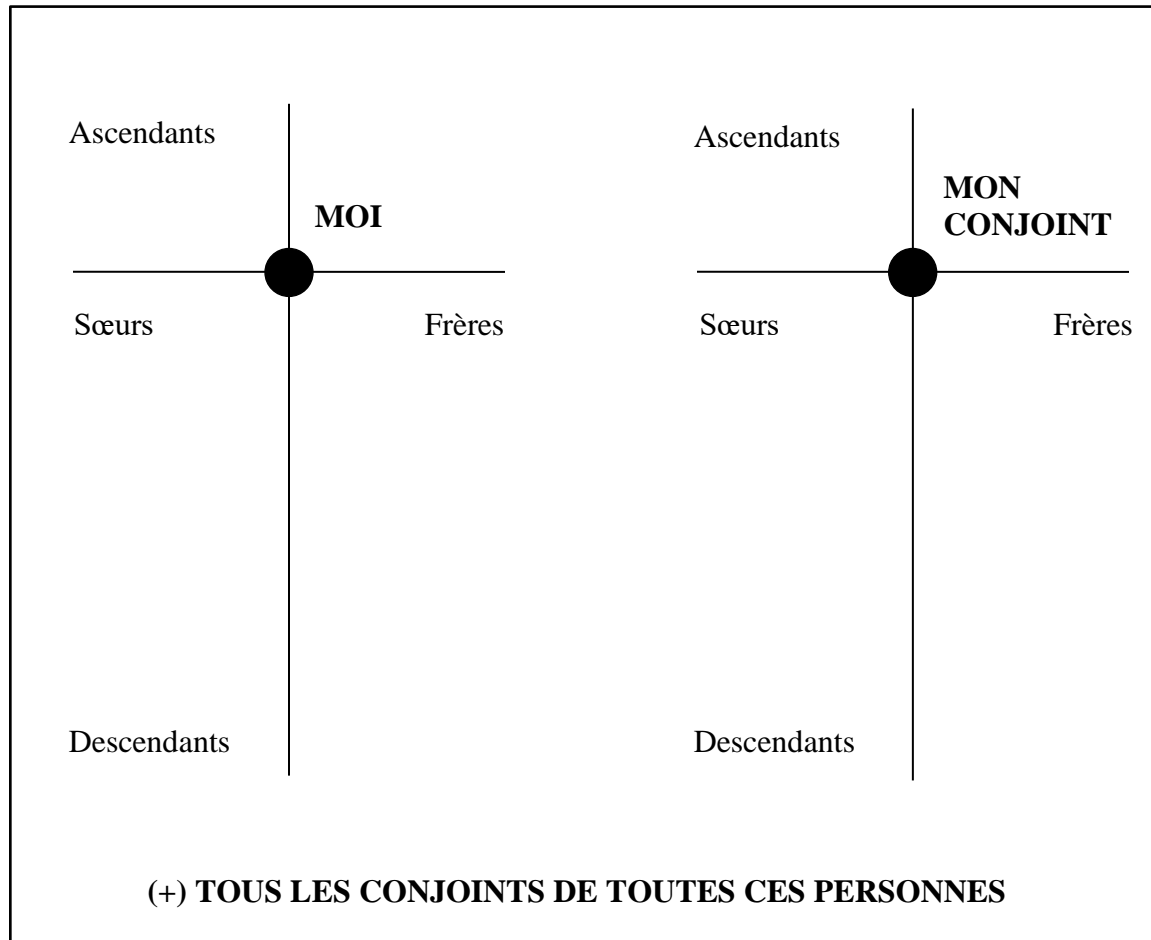 Ascendants
MOI
Sœurs
Frères
Descendants
Ascendants
MON
CONJOINT
Sœurs
Frères
Descendants
(+) TOUS LES CONJOINTS DE TOUTES CES PERSONNES